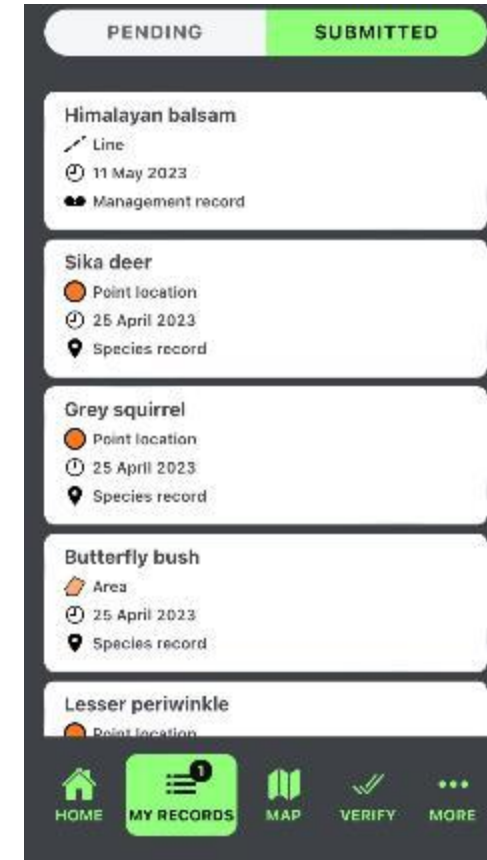 PENDING
SUBMITTED
Himalayan balsam
Line
11 May 2023
Management record
Sika deer
Point location
25 April 2023
Species record
Grey squirrel
Point location
25 April 2023
Species record
Butterfly bush
Area
25 April 2023
Species record
Lesser periwinkle
Point location
1
HOME
MY RECORDS
MAP
VERIFY
MORE